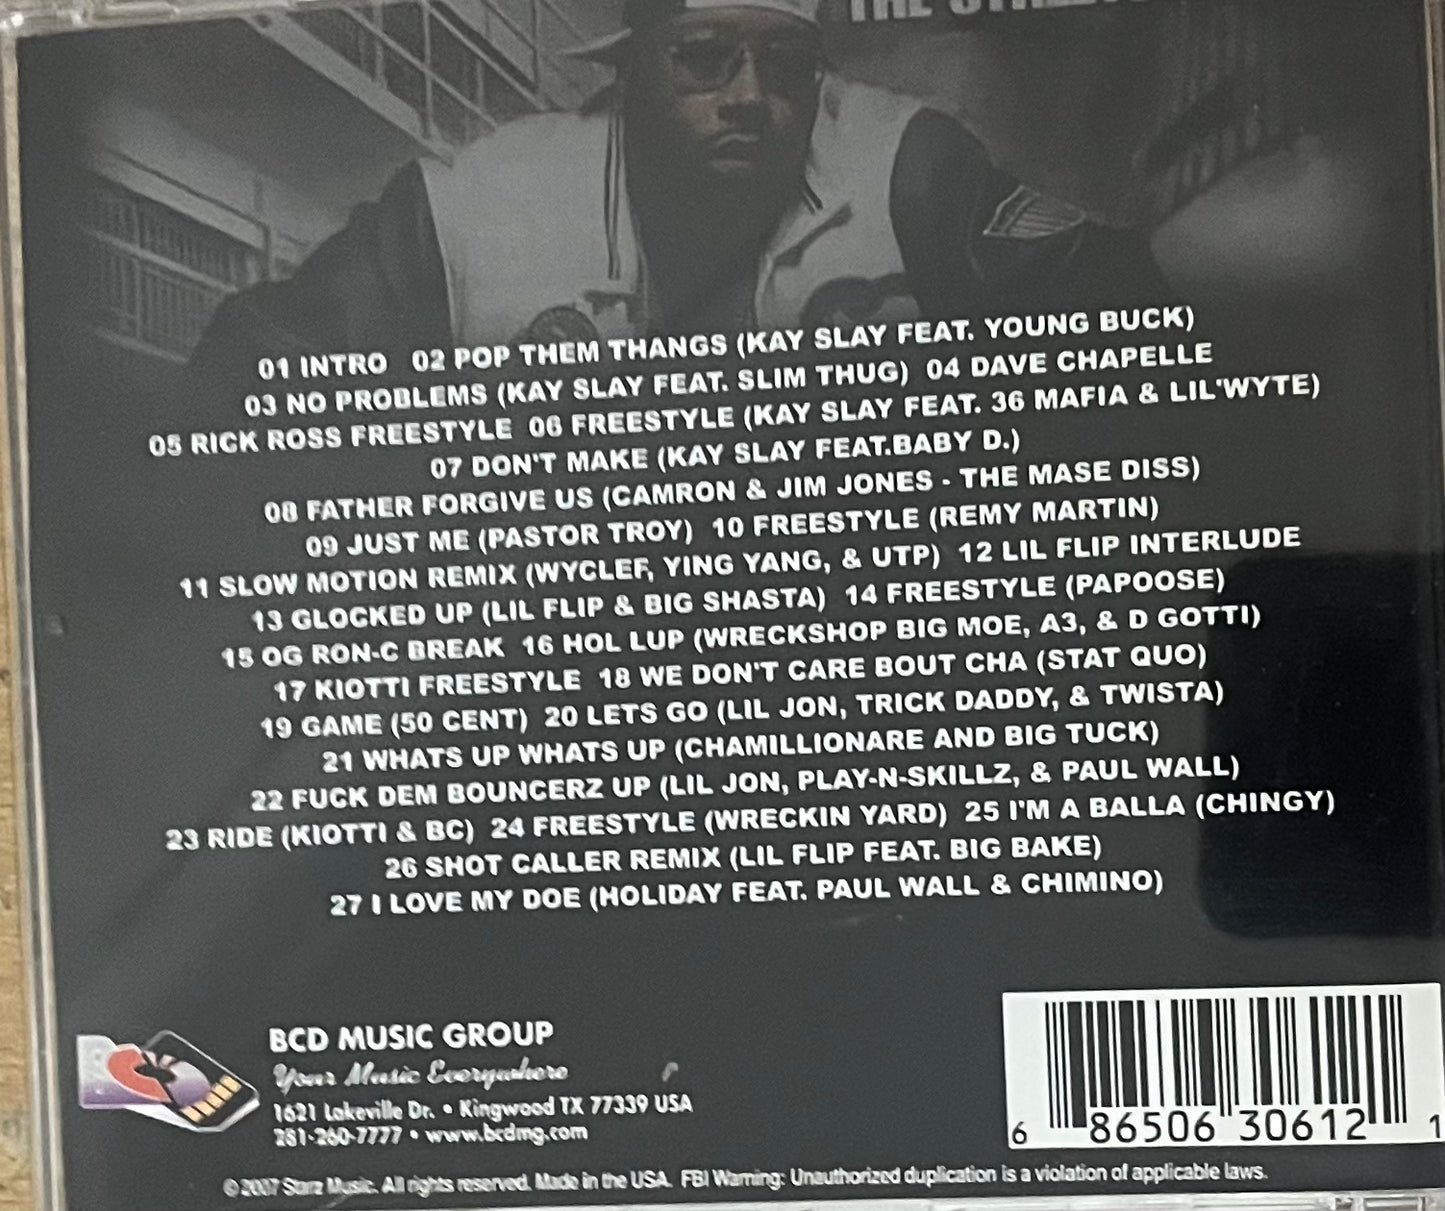 THE STREETS
01 INTRO 02 POP THEM THANGS (KAY SLAY FEAT. YOUNG BUCK)
03 NO PROBLEMS (KAY SLAY FEAT. SLIM THUG) 04 DAVE CHAPELLE
05 RICK ROSS FREESTYLE 06 FREESTYLE (KAY SLAY FEAT. 36 MAFIA & LIL'WYTE)
07 DON'T MAKE (KAY SLAY FEAT.BABY D.)
08 FATHER FORGIVE US (CAMRON & JIM JONES - THE MASE DISS)
09 JUST ME (PASTOR TROY) 10 FREESTYLE (REMY MARTIN)
11 SLOW MOTION REMIX (WYCLEF, YING YANG, & UTP) 12 LIL FLIP INTERLUDE
13 GLOCKED UP (LIL FLIP & BIG SHASTA) 14 FREESTYLE (PAPOOSE)
15 OG RON-C BREAK 16 HOL LUP (WRECKSHOP BIG MOE, A3, & D GOTTI)
17 KIOTTI FREESTYLE 18 WE DON'T CARE BOUT CHA (STAT QUO)
19 GAME (50 CENT) 20 LETS GO (LIL JON, TRICK DADDY, & TWISTA)
21 WHATS UP WHATS UP (CHAMILLIONARE AND BIG TUCK)
22 FUCK DEM BOUNCERZ UP (LIL JON, PLAY-N-SKILLZ, & PAUL WALL)
23 RIDE (KIOTTI & BC) 24 FREESTYLE (WRECKIN YARD) 25 I'M A BALLA (CHINGY)
26 SHOT CALLER REMIX (LIL FLIP FEAT. BIG BAKE)
27 I LOVE MY DOE (HOLIDAY FEAT. PAUL WALL & CHIMINO)
BCD MUSIC GROUP
Your Music Everywhere
1621 Lakeville Dr. • Kingwood TX 77339 USA
281-260-7777 • www.bcdmg.com
6 86506 30612 1
©2007 Starz Music. All rights reserved. Made in the USA. FBI Warning: Unauthorized duplication is a violation of applicable laws.